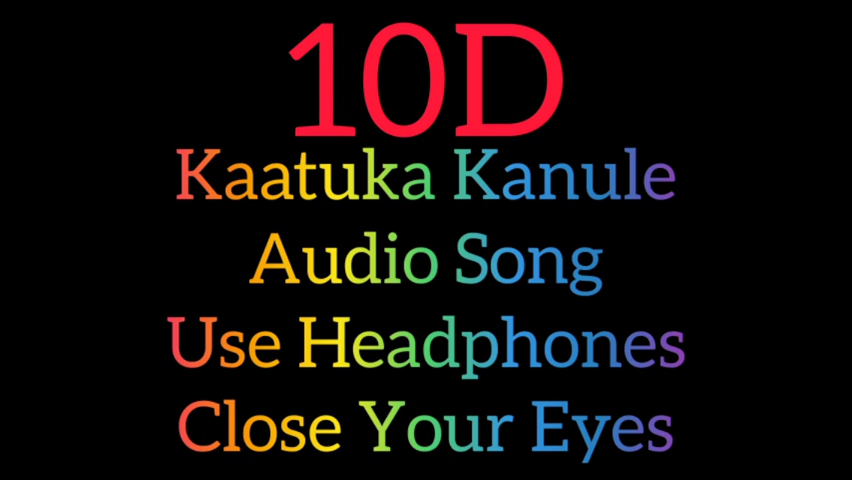 10D
Kaatuka Kanule
Audio Song
Use Headphones
Close Your Eyes